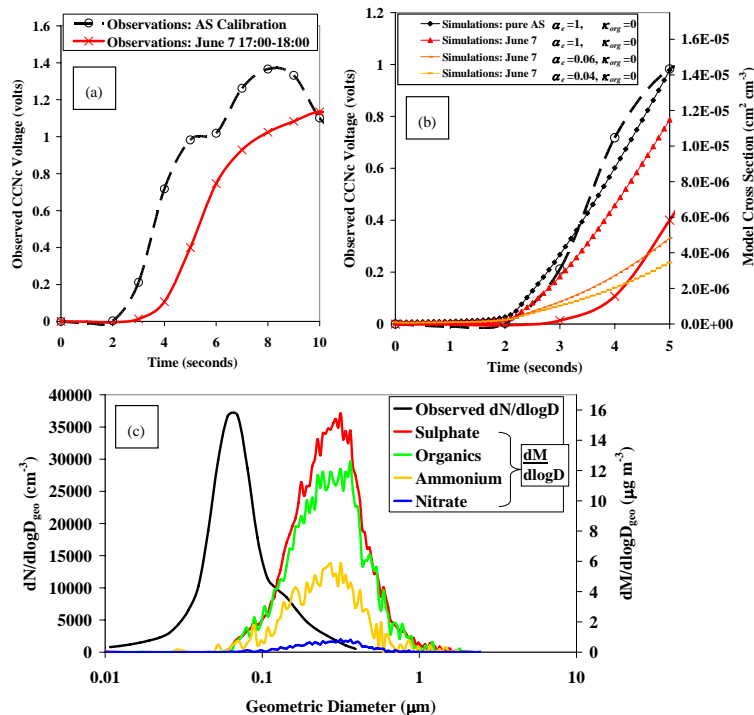 Observations: AS Calibration
Observations: June 7 17:00-18:00
(a)
Observed CCNc Voltage (volts)
1.6
1.4
1.2
1
0.8
0.6
0.4
0.2
0
0 2 4 6 8 10
Time (seconds)
Simulations: pure AS αc=1, κorg=0
Simulations: June 7 αc=1, κorg=0
Simulations: June 7 αc=0.06, κorg=0
Simulations: June 7 αc=0.04, κorg=0
(b)
Observed CCNc Voltage (volts)
1.2
1
0.8
0.6
0.4
0.2
0
0 1 2 3 4 5
Time (seconds)
1.6E-05
1.4E-05
1.2E-05
1.0E-05
8.0E-06
6.0E-06
4.0E-06
2.0E-06
0.0E+00
Model Cross Section (cm² cm⁻³)
(c)
Observed dN/dlogD
Sulphate
Organics
Ammonium
Nitrate
dM
dlogD
dN/dlogDgeo (cm⁻³)
40000
35000
30000
25000
20000
15000
10000
5000
0
0.01 0.1 1 10
Geometric Diameter (μm)
16
14
12
10
8
6
4
2
0
dM/dlogDgeo (μg m⁻³)